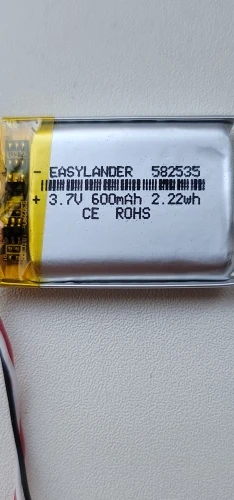 - EASYLANDER 582535
+ 3.7V 600mAh 2.22wh
CE ROHS